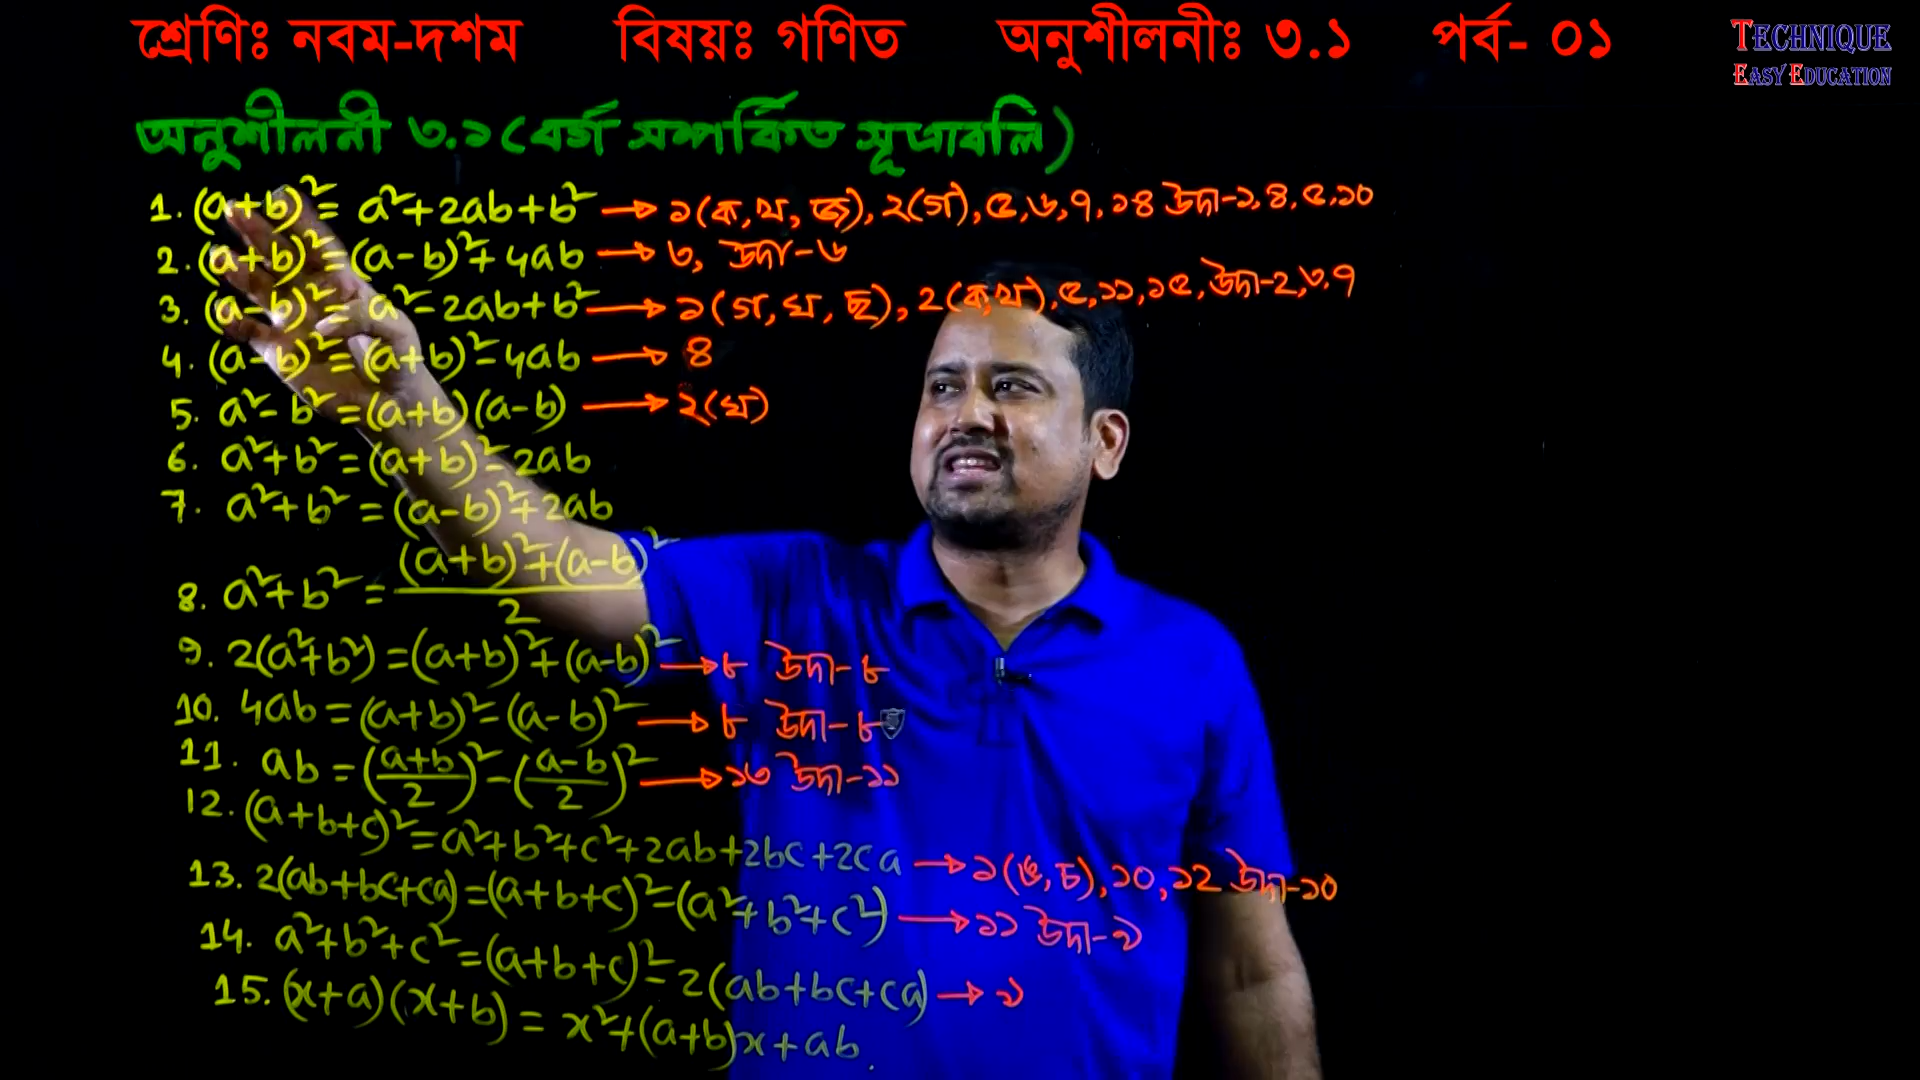 শ্রেণিঃ নবম-দশম বিষয়ঃ গণিত অনুশীলনীঃ ৩.১ পর্ব- ০১
TECHNIQUE
EASY EDUCATION
অনুশীলনী ৩.১ (বর্গ সম্পর্কিত সূত্রাবলি)
1. (a+b)² = a²+2ab+b² → ১(ক,খ,জ), ২(গ), ৫,৬,৭,১৪ উদা-১,৪,৫,১০
2. (a+b)² = (a-b)²+4ab → ৩, উদা-৬
3. (a-b)² = a²-2ab+b² → ১(গ,ঘ,ছ), 2(ক,খ), ৫,১১,১৫, উদা-2,৩,৭
4. (a-b)² = (a+b)²-4ab → ৪
5. a²-b² = (a+b)(a-b) → ২(ঘ)
6. a²+b² = (a+b)²-2ab
7. a²+b² = (a-b)²+2ab
8. a²+b² = ((a+b)²+(a-b)²)/2
9. 2(a²+b²) = (a+b)²+(a-b)² → ৮ উদা-৮
10. 4ab = (a+b)²-(a-b)² → ৮ উদা-৮
11. ab = ((a+b)/2)²-((a-b)/2)² → ১৩ উদা-১১
12. (a+b+c)² = a²+b²+c²+2ab+2bc+2ca → ১(ঙ,চ), ১০,১2 উদা-১০
13. 2(ab+bc+ca) = (a+b+c)²-(a²+b²+c²) → ১১ উদা-৯
14. a²+b²+c² = (a+b+c)²-2(ab+bc+ca) → ৯
15. (x+a)(x+b) = x²+(a+b)x+ab.